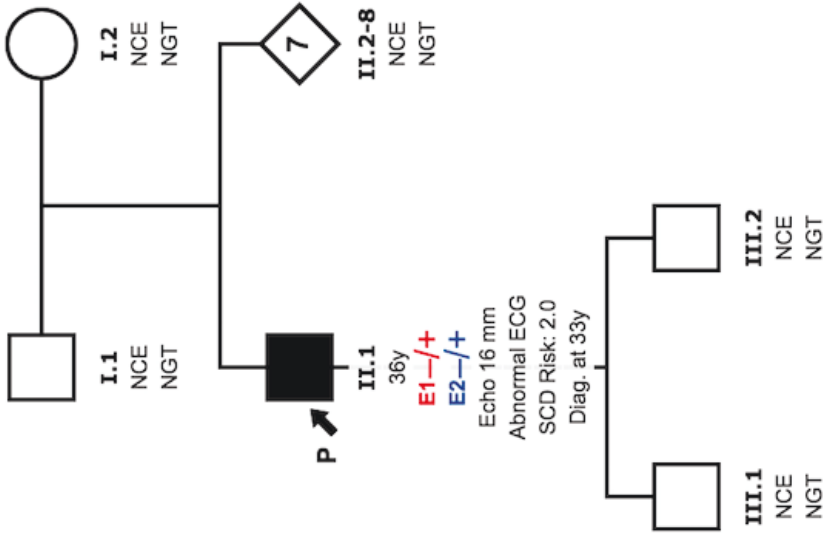 I.1
NCE
NGT
I.2
NCE
NGT
P
II.1
36y
E1—/+
E2—/+
Echo 16 mm
Abnormal ECG
SCD Risk: 2.0
Diag. at 33y
7
II.2-8
NCE
NGT
III.1
NCE
NGT
III.2
NCE
NGT